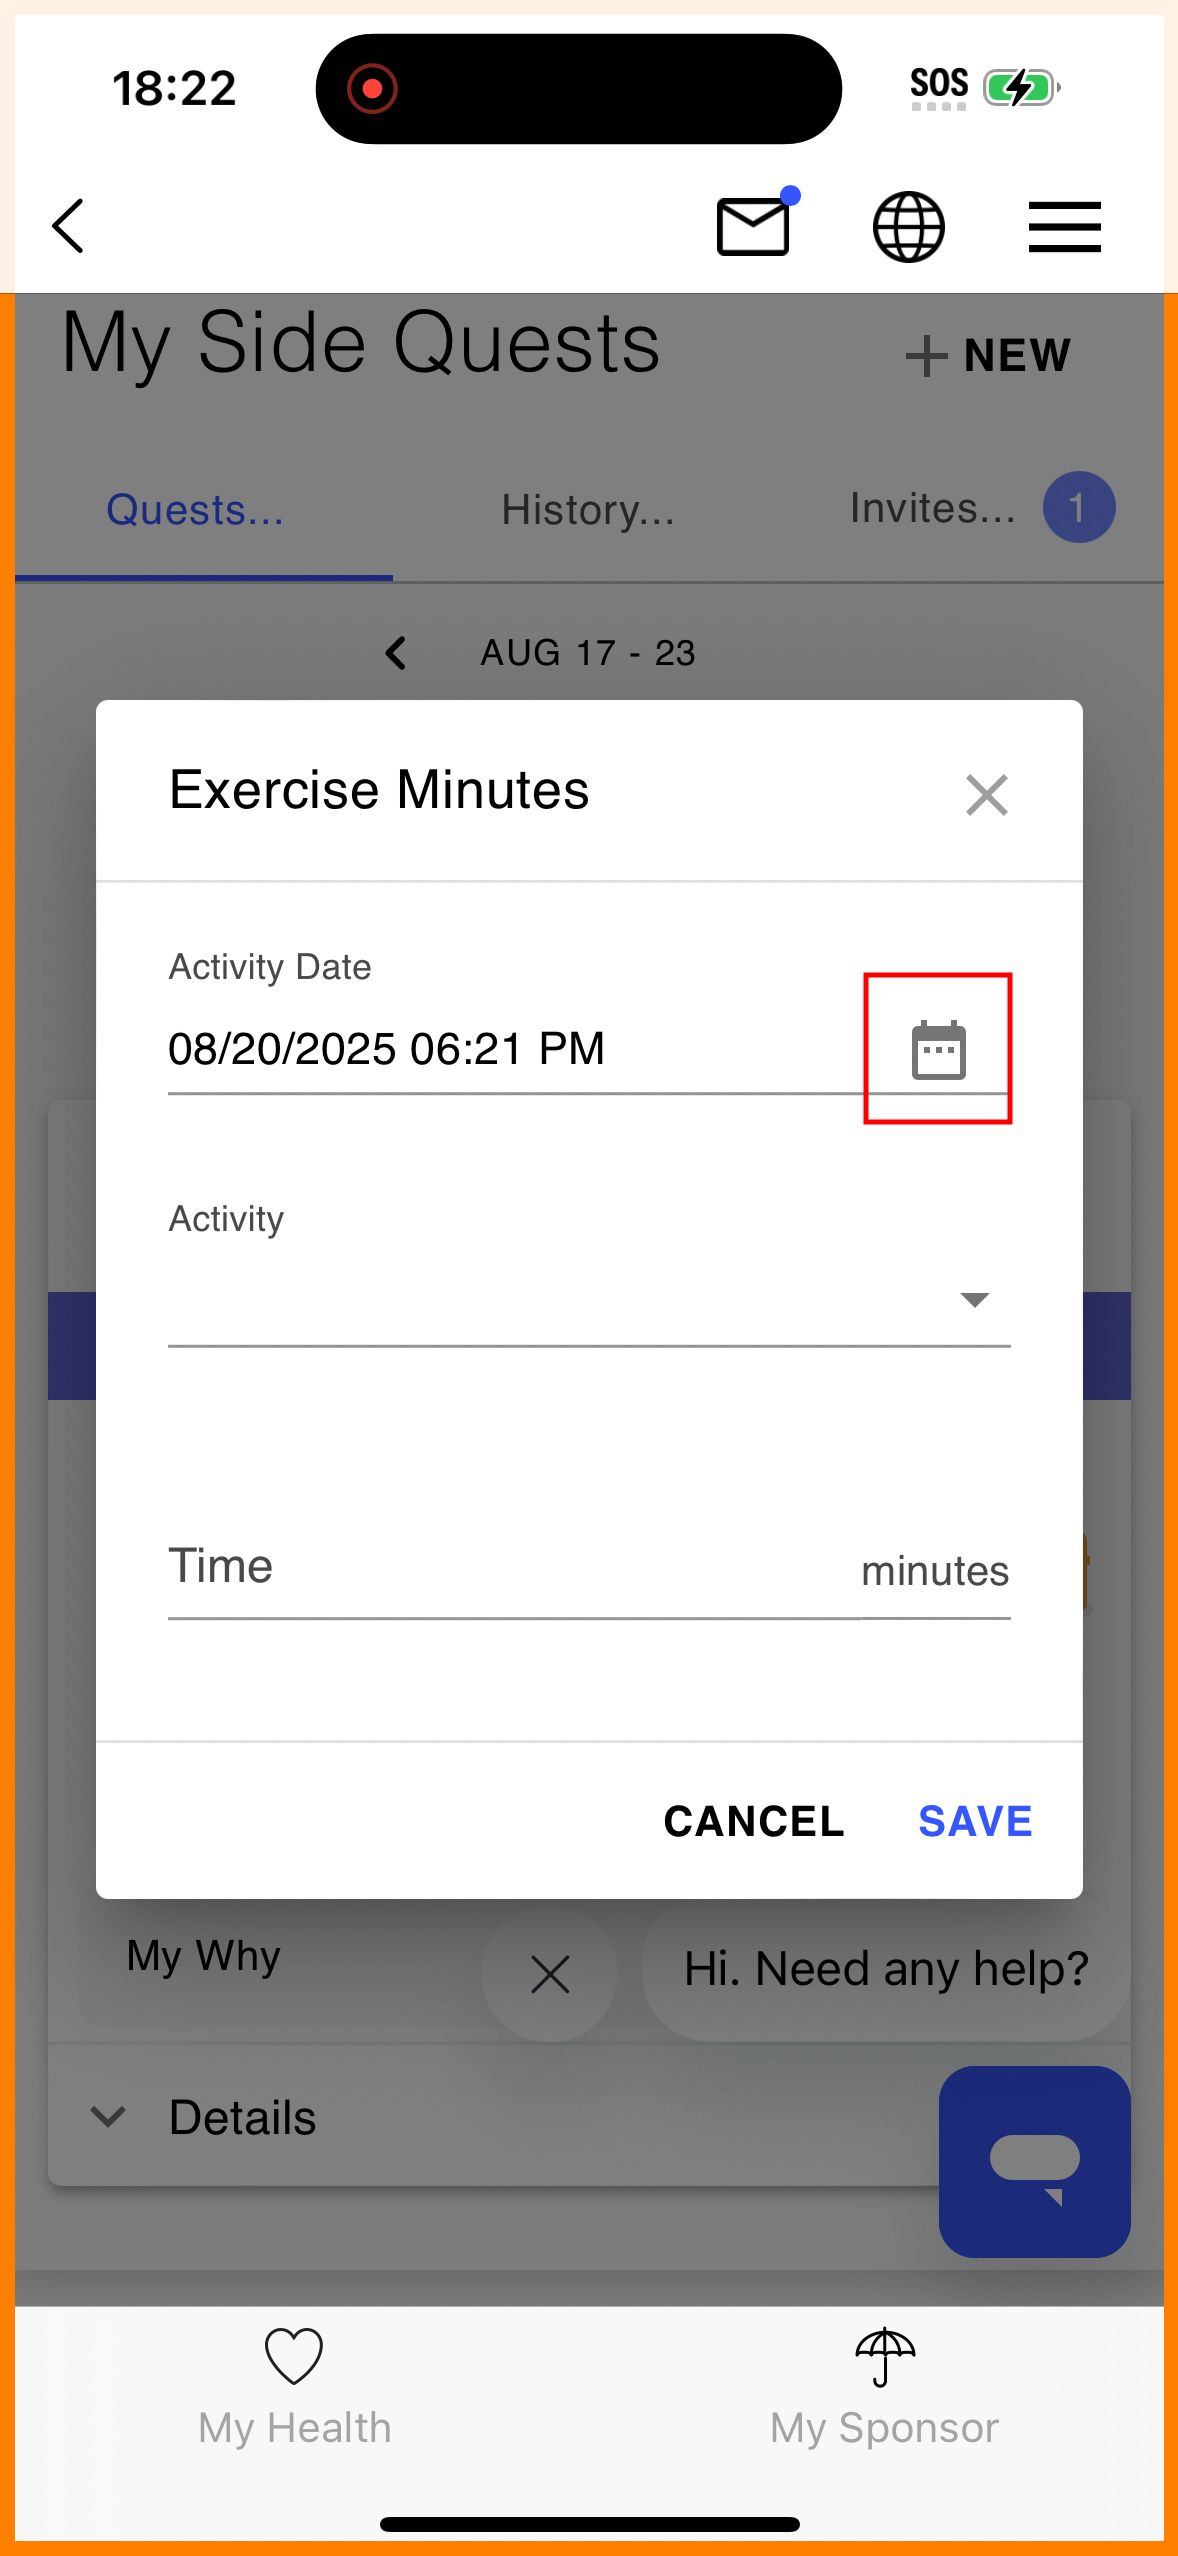 18:22
SOS
My Side Quests
NEW
Quests...
History...
Invites...
1
AUG 17 - 23
Exercise Minutes
Activity Date
08/20/2025 06:21 PM
Activity
Time
minutes
CANCEL
SAVE
My Why
Hi. Need any help?
Details
My Health
My Sponsor